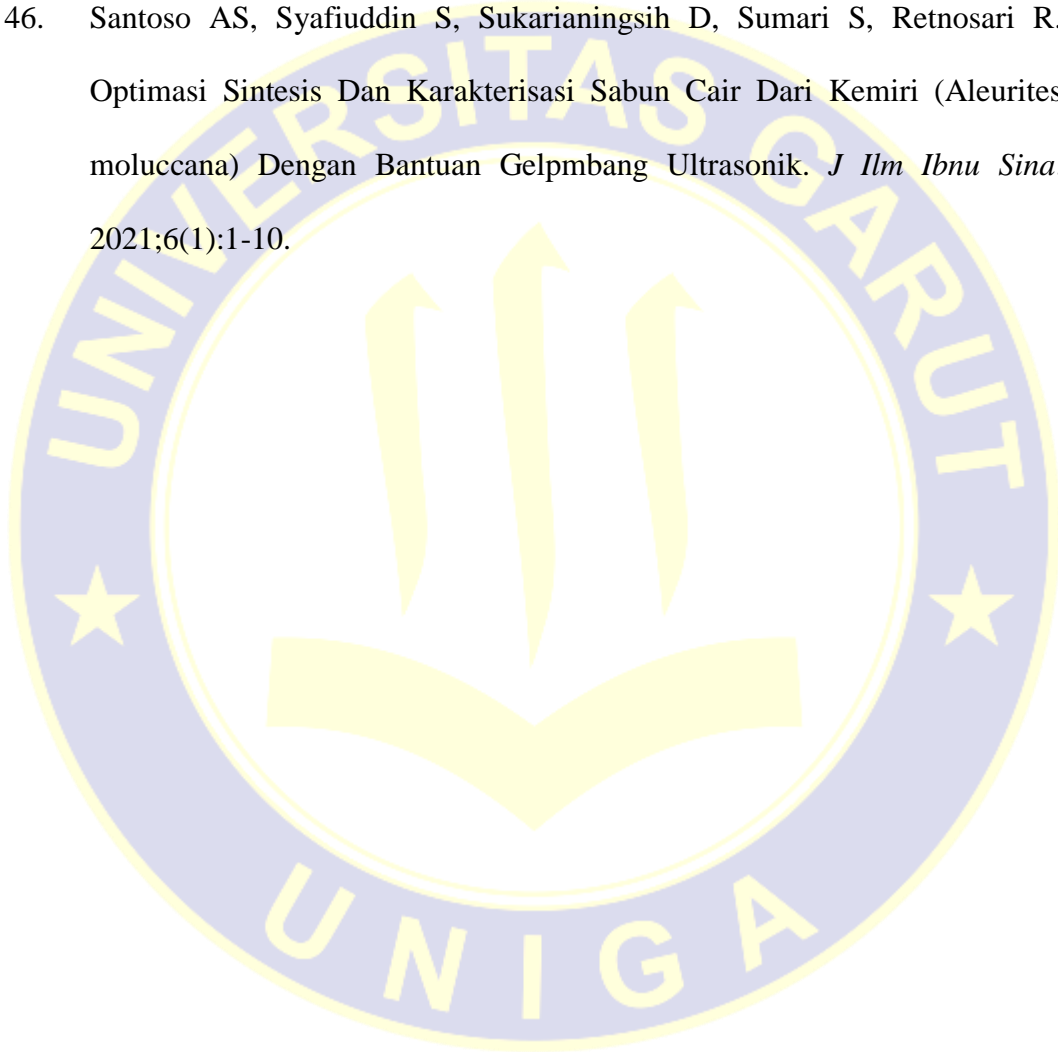 46. Santoso AS, Syafiuddin S, Sukarianingsih D, Sumari S, Retnosari R.
Optimasi Sintesis Dan Karakterisasi Sabun Cair Dari Kemiri (Aleurites
moluccana) Dengan Bantuan Gelpmbang Ultrasonik. J Ilm Ibnu Sina.
2021;6(1):1-10.
UNIVERSITAS GARUT
UNIGA